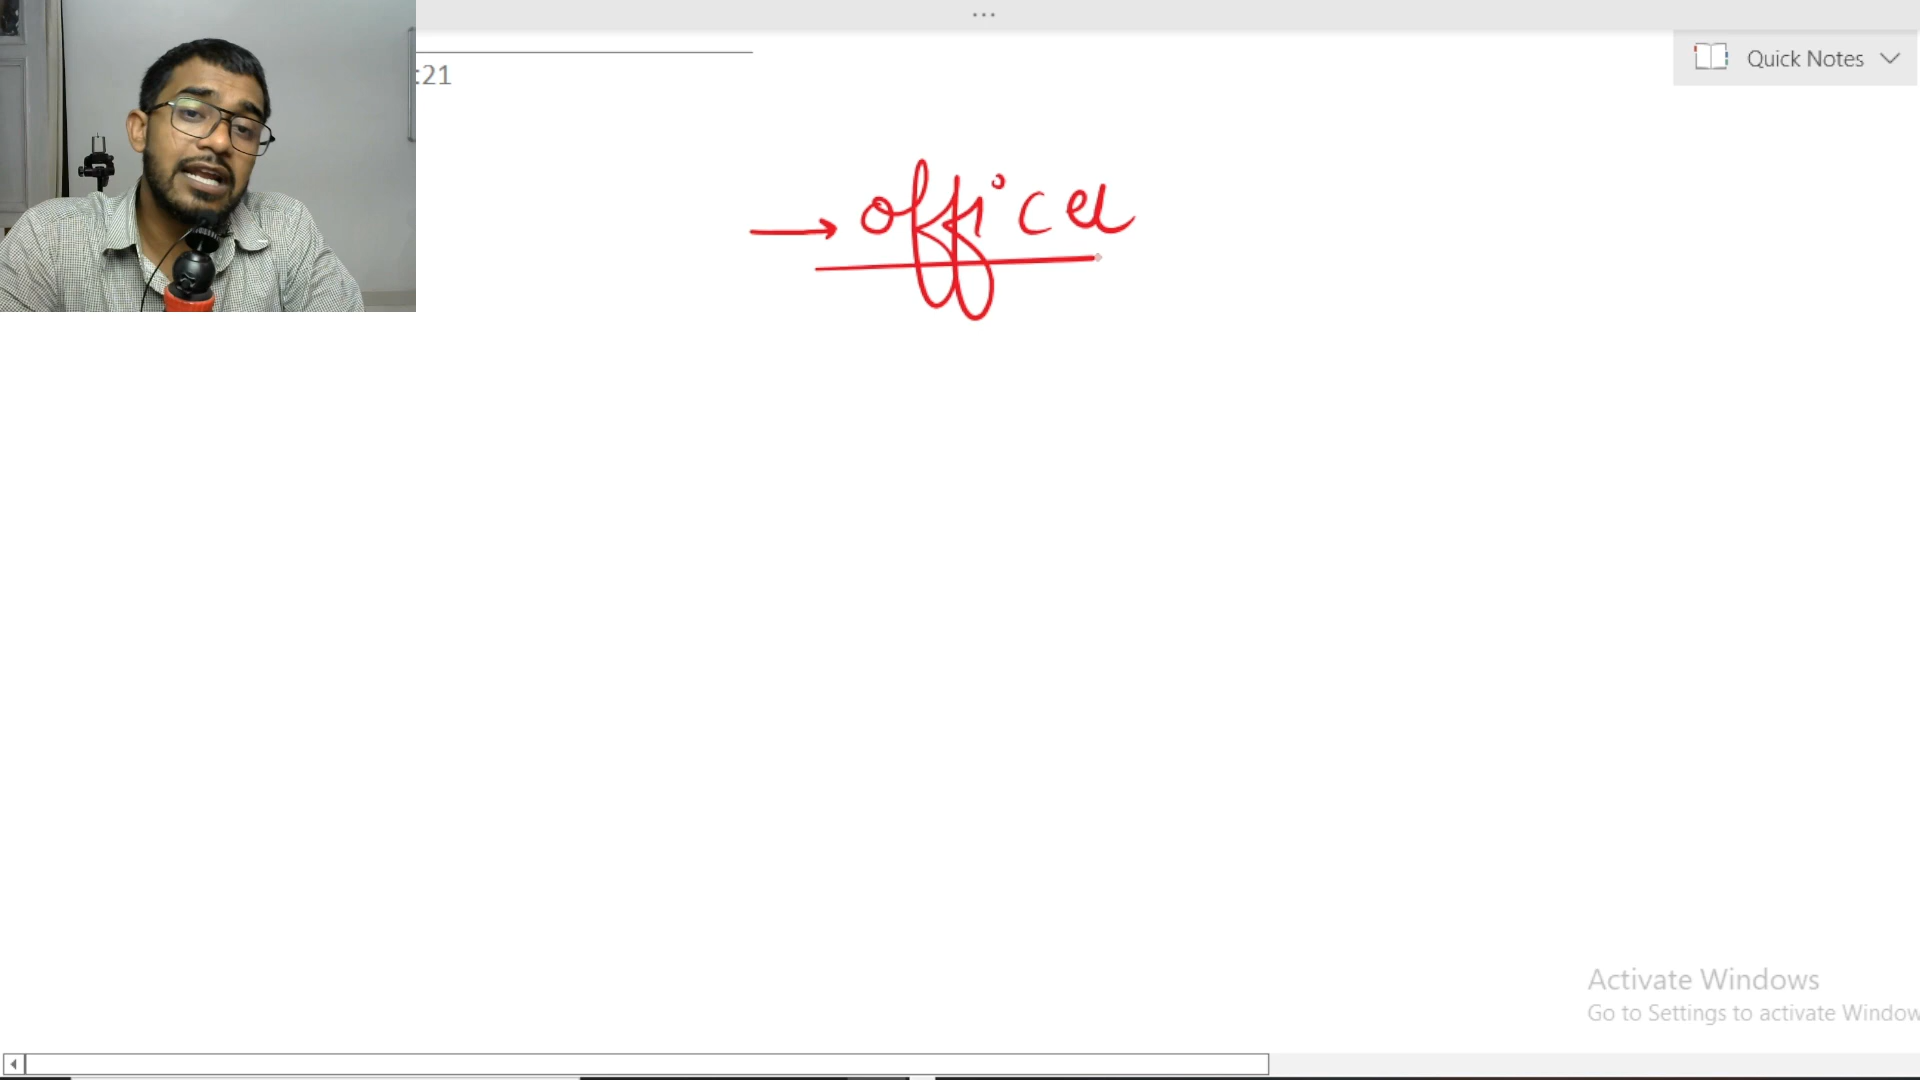 ...
Quick Notes
:21
→ officer
Activate Windows
Go to Settings to activate Window